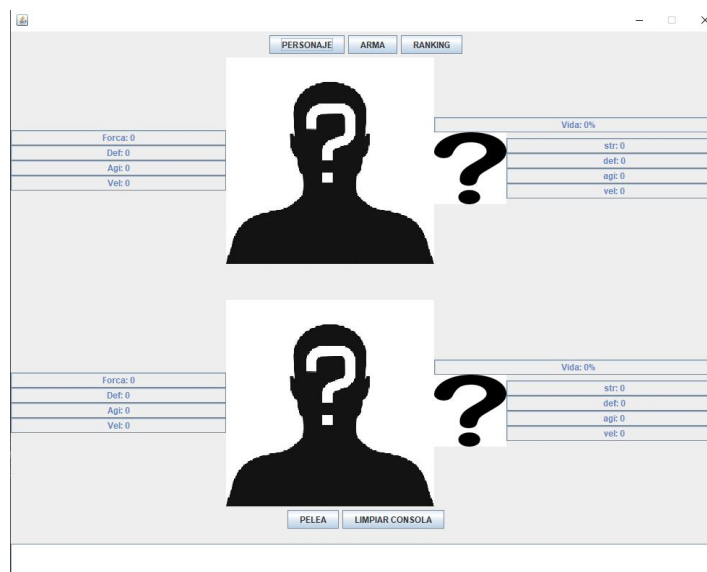 PERSONAJE ARMA RANKING
Forca: 0
Def: 0
Agi: 0
Vel: 0
?
Vida: 0%
?
str: 0
def: 0
agi: 0
vel: 0
Forca: 0
Def: 0
Agi: 0
Vel: 0
?
Vida: 0%
?
str: 0
def: 0
agi: 0
vel: 0
PELEA LIMPIAR CONSOLA